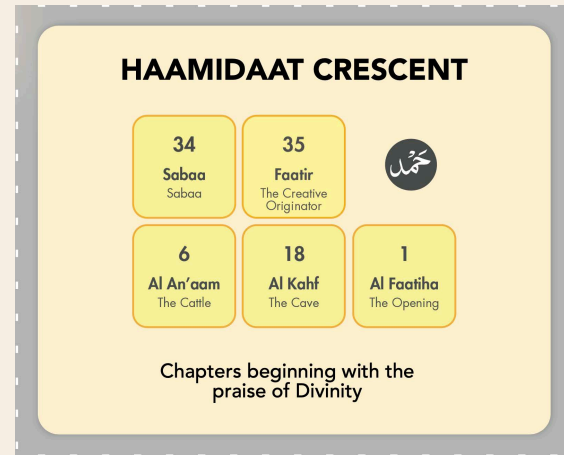 HAAMIDAAT CRESCENT
34
Sabaa
Sabaa
35
Faatir
The Creative
Originator
حَمْد
6
Al An'aam
The Cattle
18
Al Kahf
The Cave
1
Al Faatiha
The Opening
Chapters beginning with the
praise of Divinity